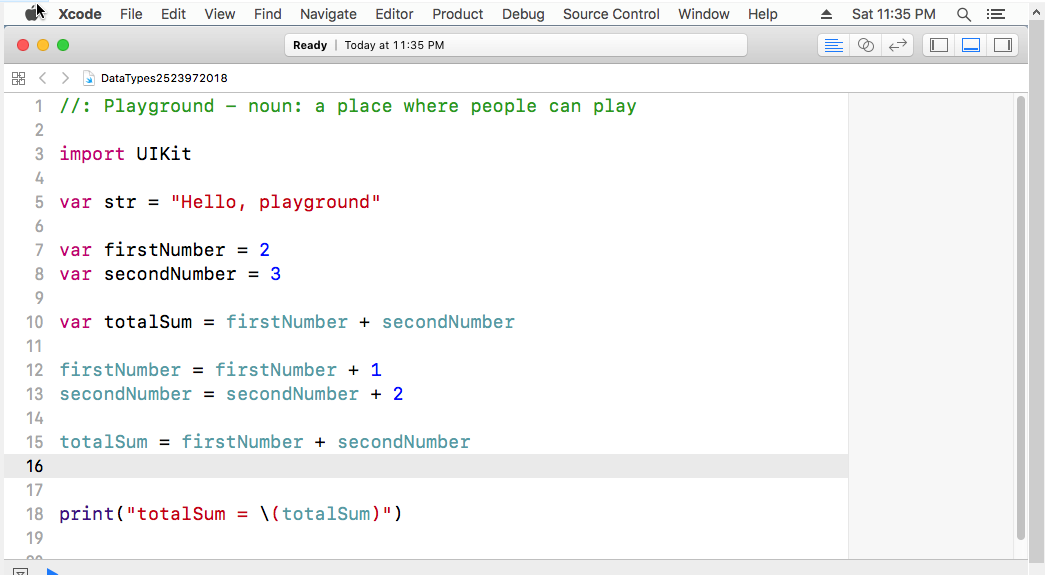 Xcode File Edit View Find Navigate Editor Product Debug Source Control Window Help Sat 11:35 PM
Ready | Today at 11:35 PM
DataTypes2523972018
1 //: Playground - noun: a place where people can play
2
3 import UIKit
4
5 var str = "Hello, playground"
6
7 var firstNumber = 2
8 var secondNumber = 3
9
10 var totalSum = firstNumber + secondNumber
11
12 firstNumber = firstNumber + 1
13 secondNumber = secondNumber + 2
14
15 totalSum = firstNumber + secondNumber
16
17
18 print("totalSum = \(totalSum)")
19